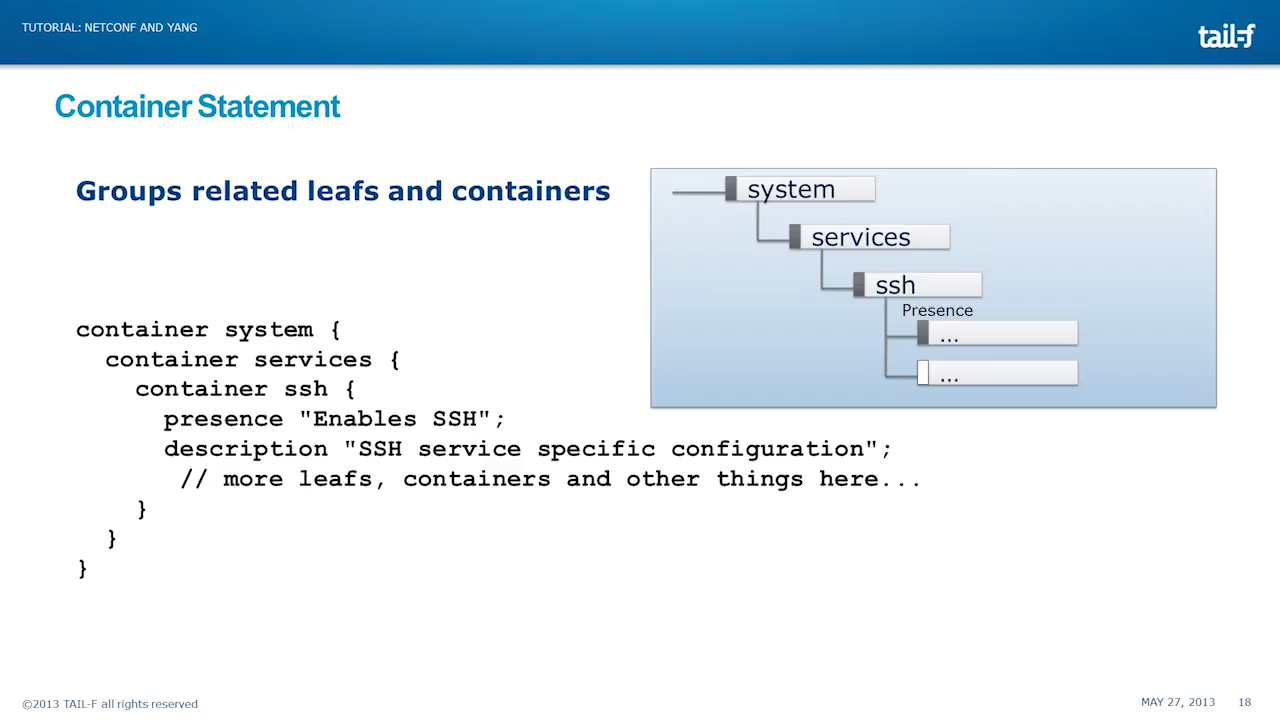 TUTORIAL: NETCONF AND YANG
tail-f
Container Statement
Groups related leafs and containers
system
services
ssh
Presence
...
...
container system {
container services {
container ssh {
presence "Enables SSH";
description "SSH service specific configuration";
// more leafs, containers and other things here...
}
}
}
©2013 TAIL-F all rights reserved
MAY 27, 2013 18